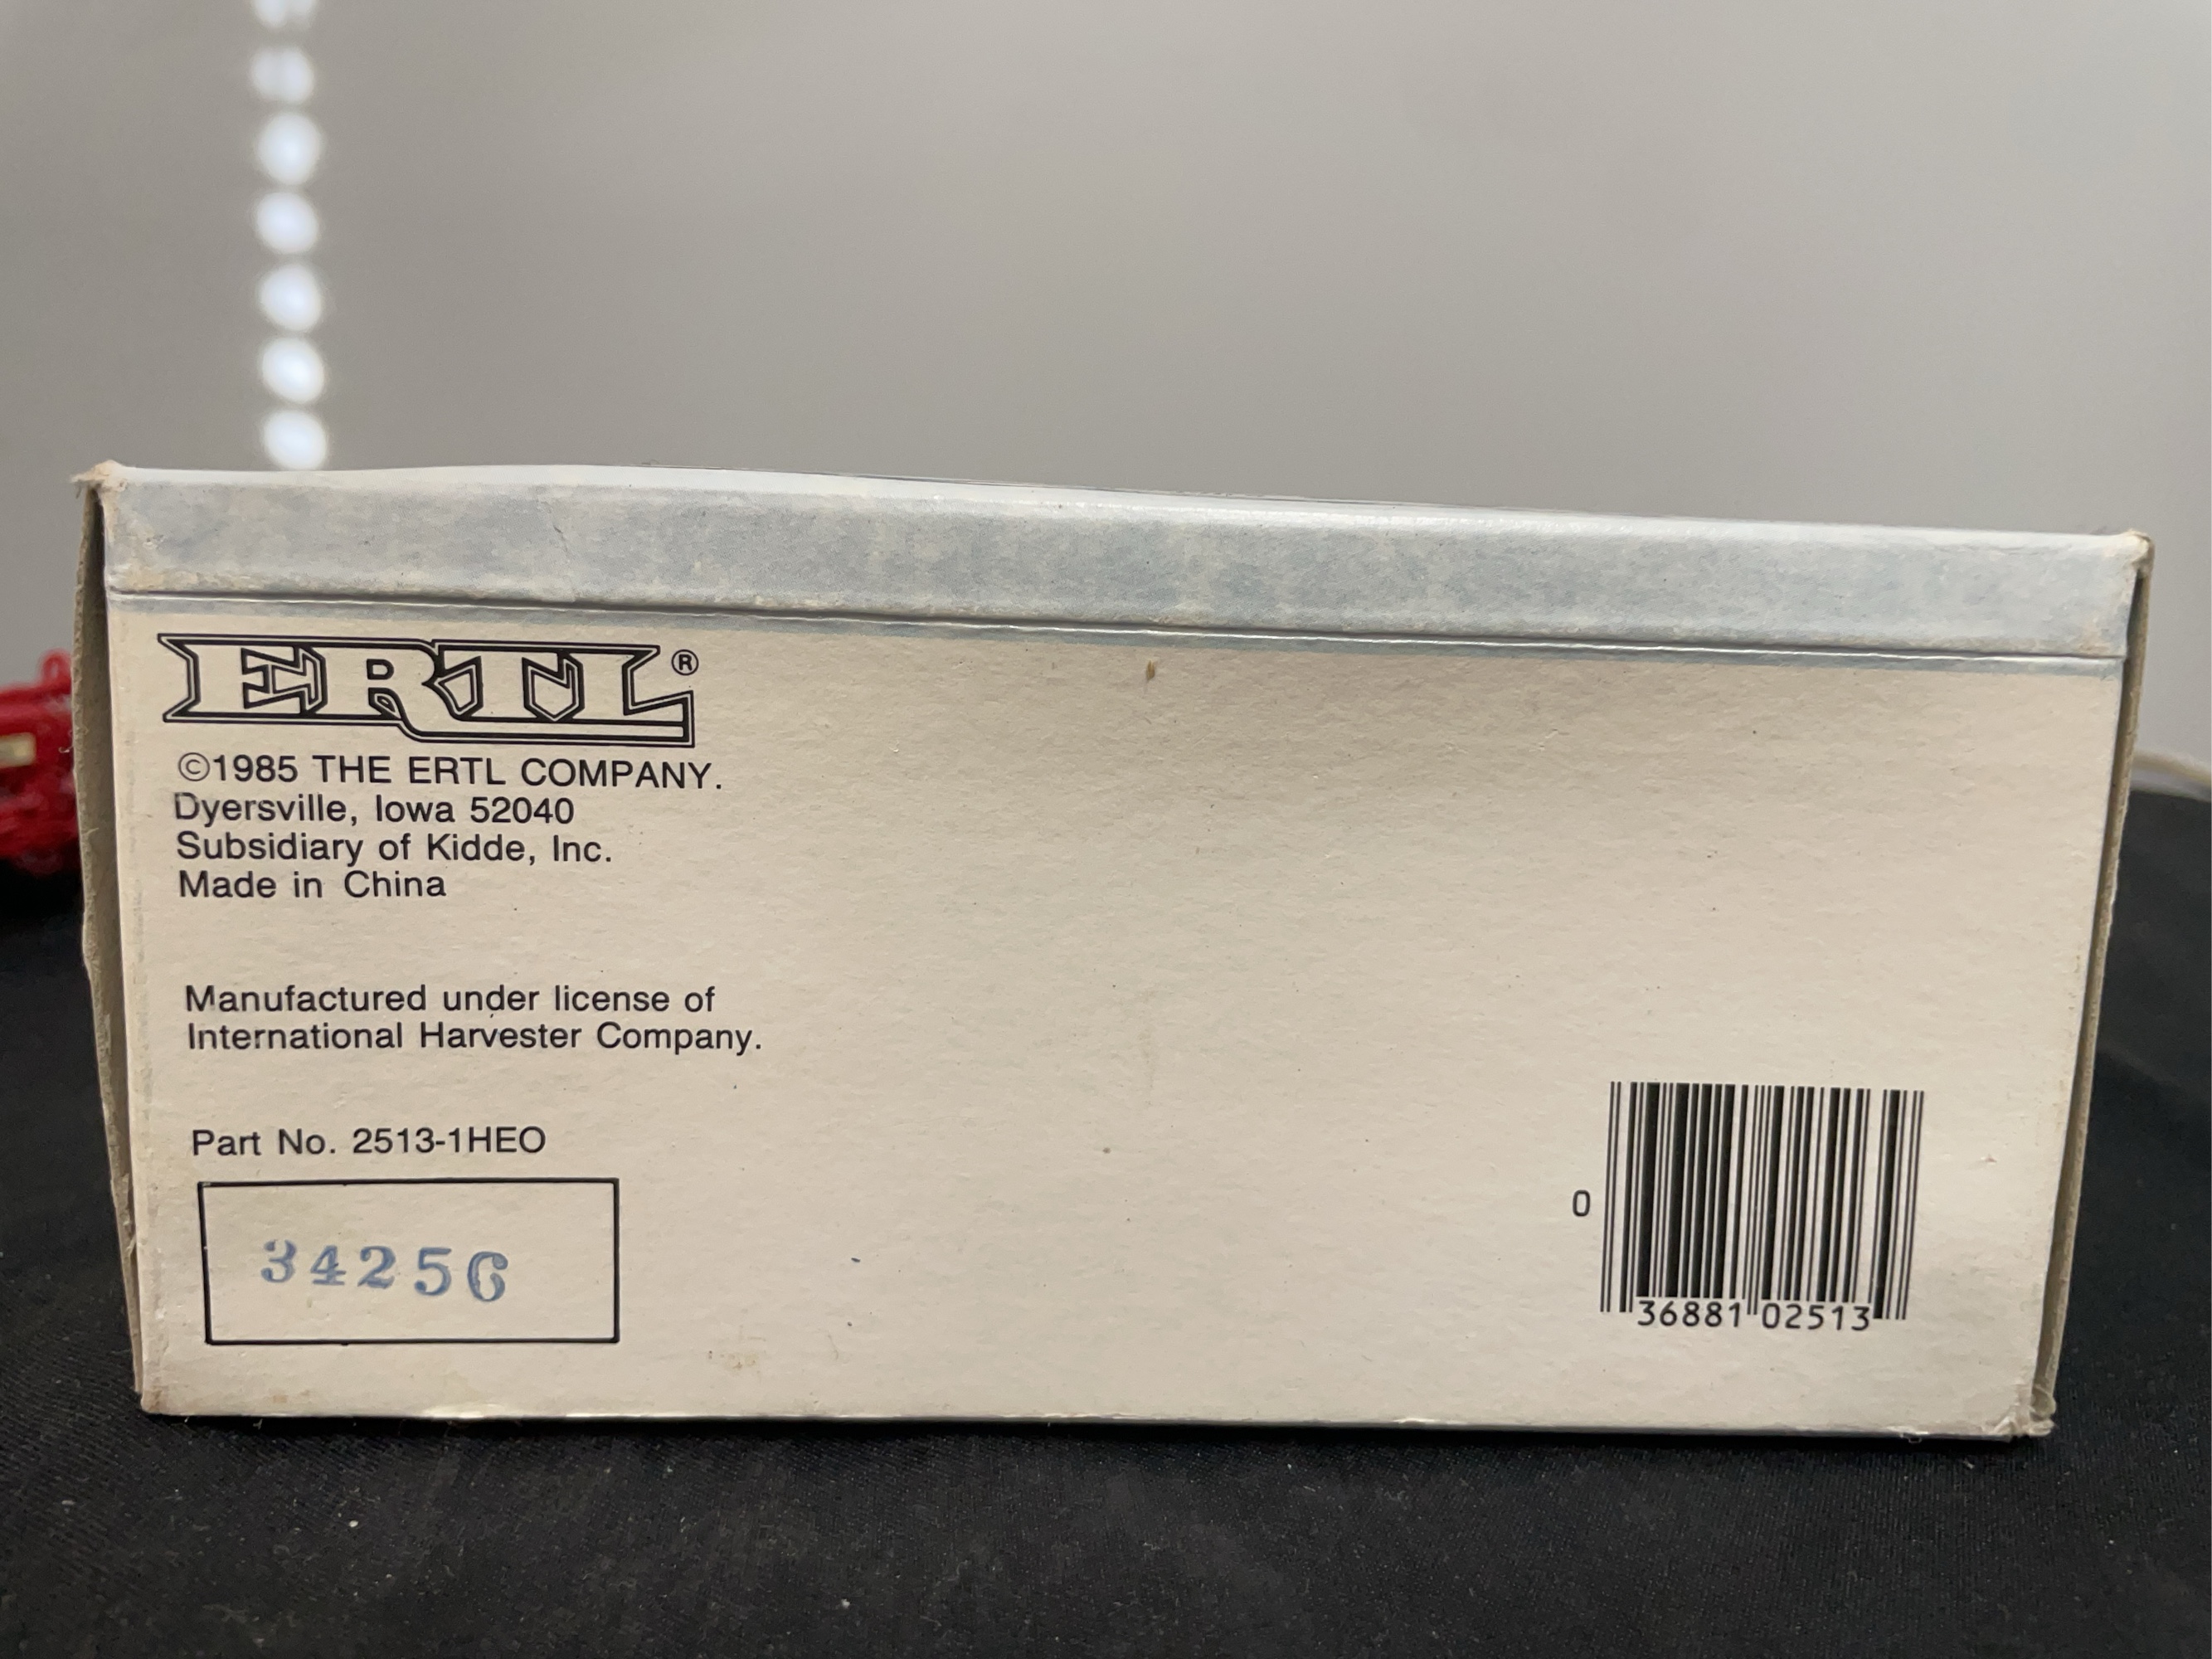 ERTL®
©1985 THE ERTL COMPANY.
Dyersville, Iowa 52040
Subsidiary of Kidde, Inc.
Made in China
Manufactured under license of
International Harvester Company.
Part No. 2513-1HEO
34256
0
36881 02513